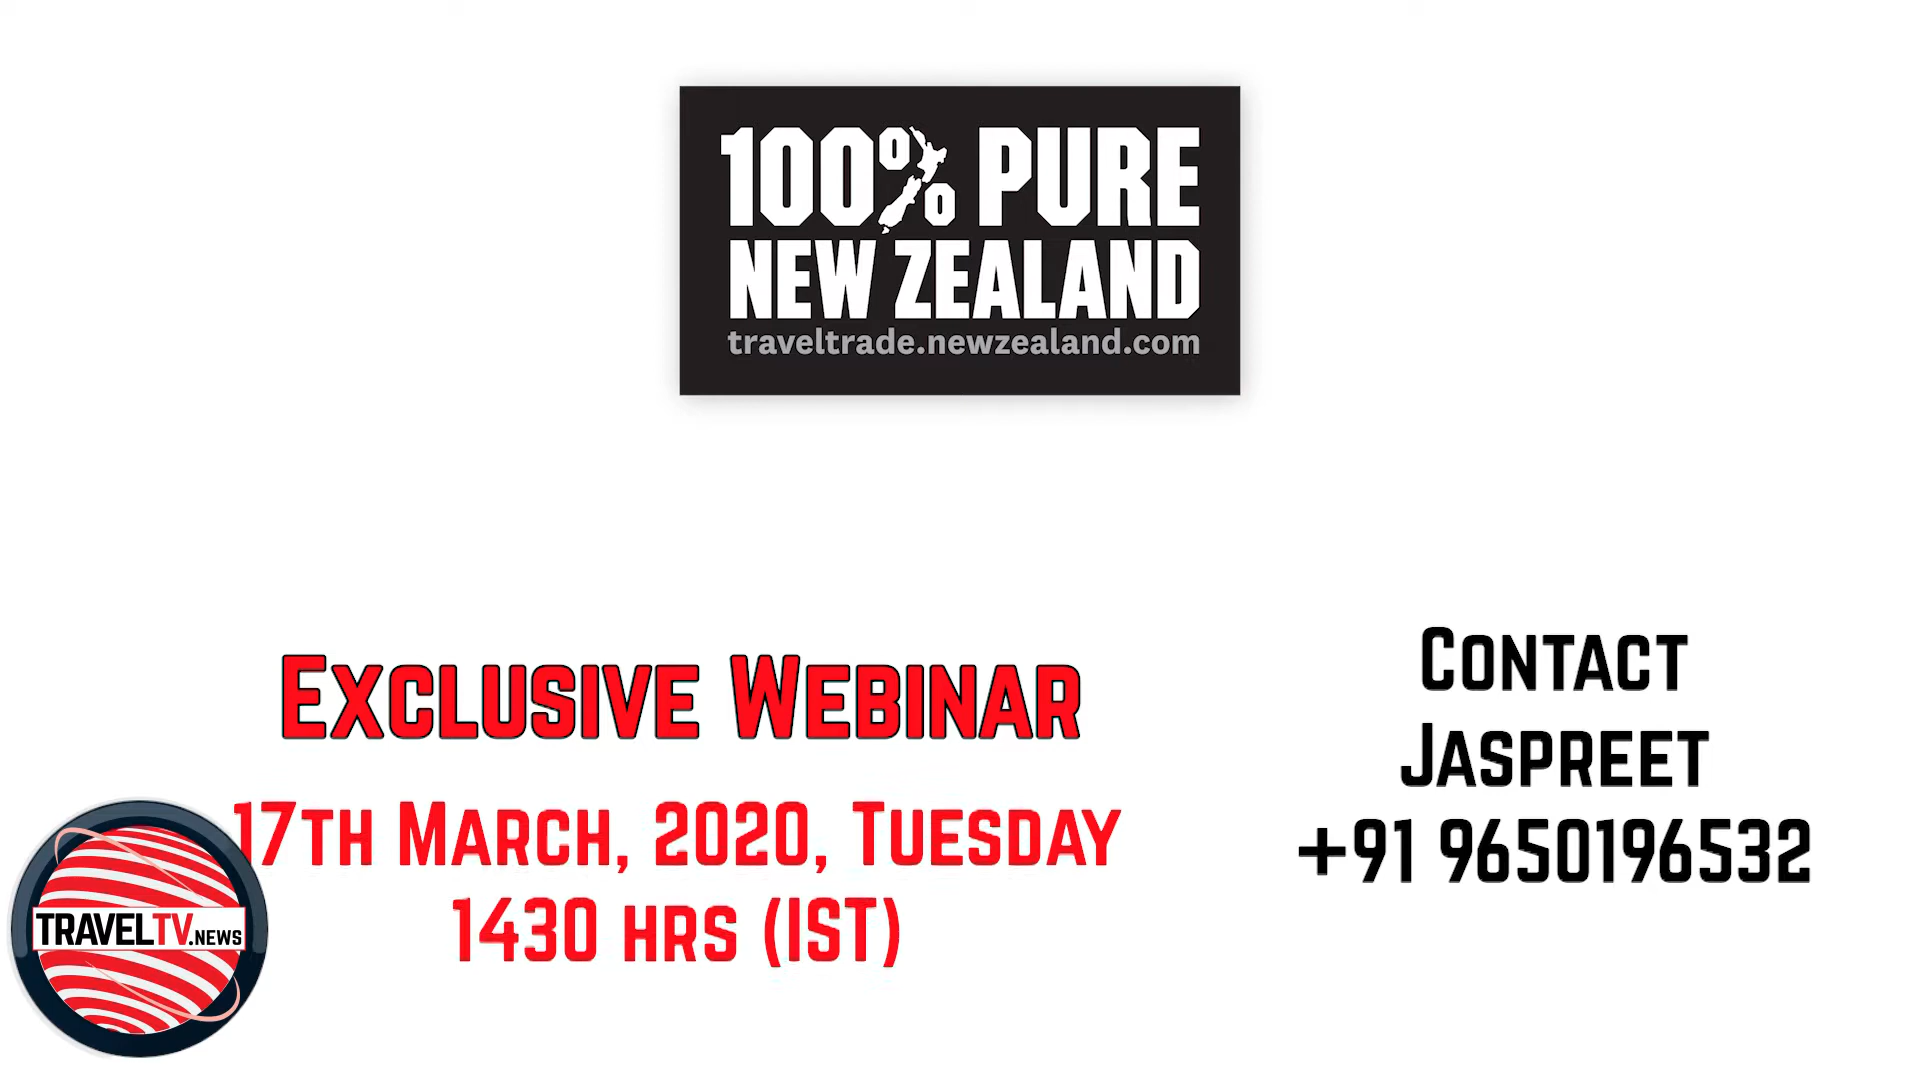 100% PURE
NEW ZEALAND
traveltrade.newzealand.com
EXCLUSIVE WEBINAR
17TH MARCH, 2020, TUESDAY
1430 HRS (IST)
CONTACT
JASPREET
+91 9650196532
TRAVELTV.NEWS